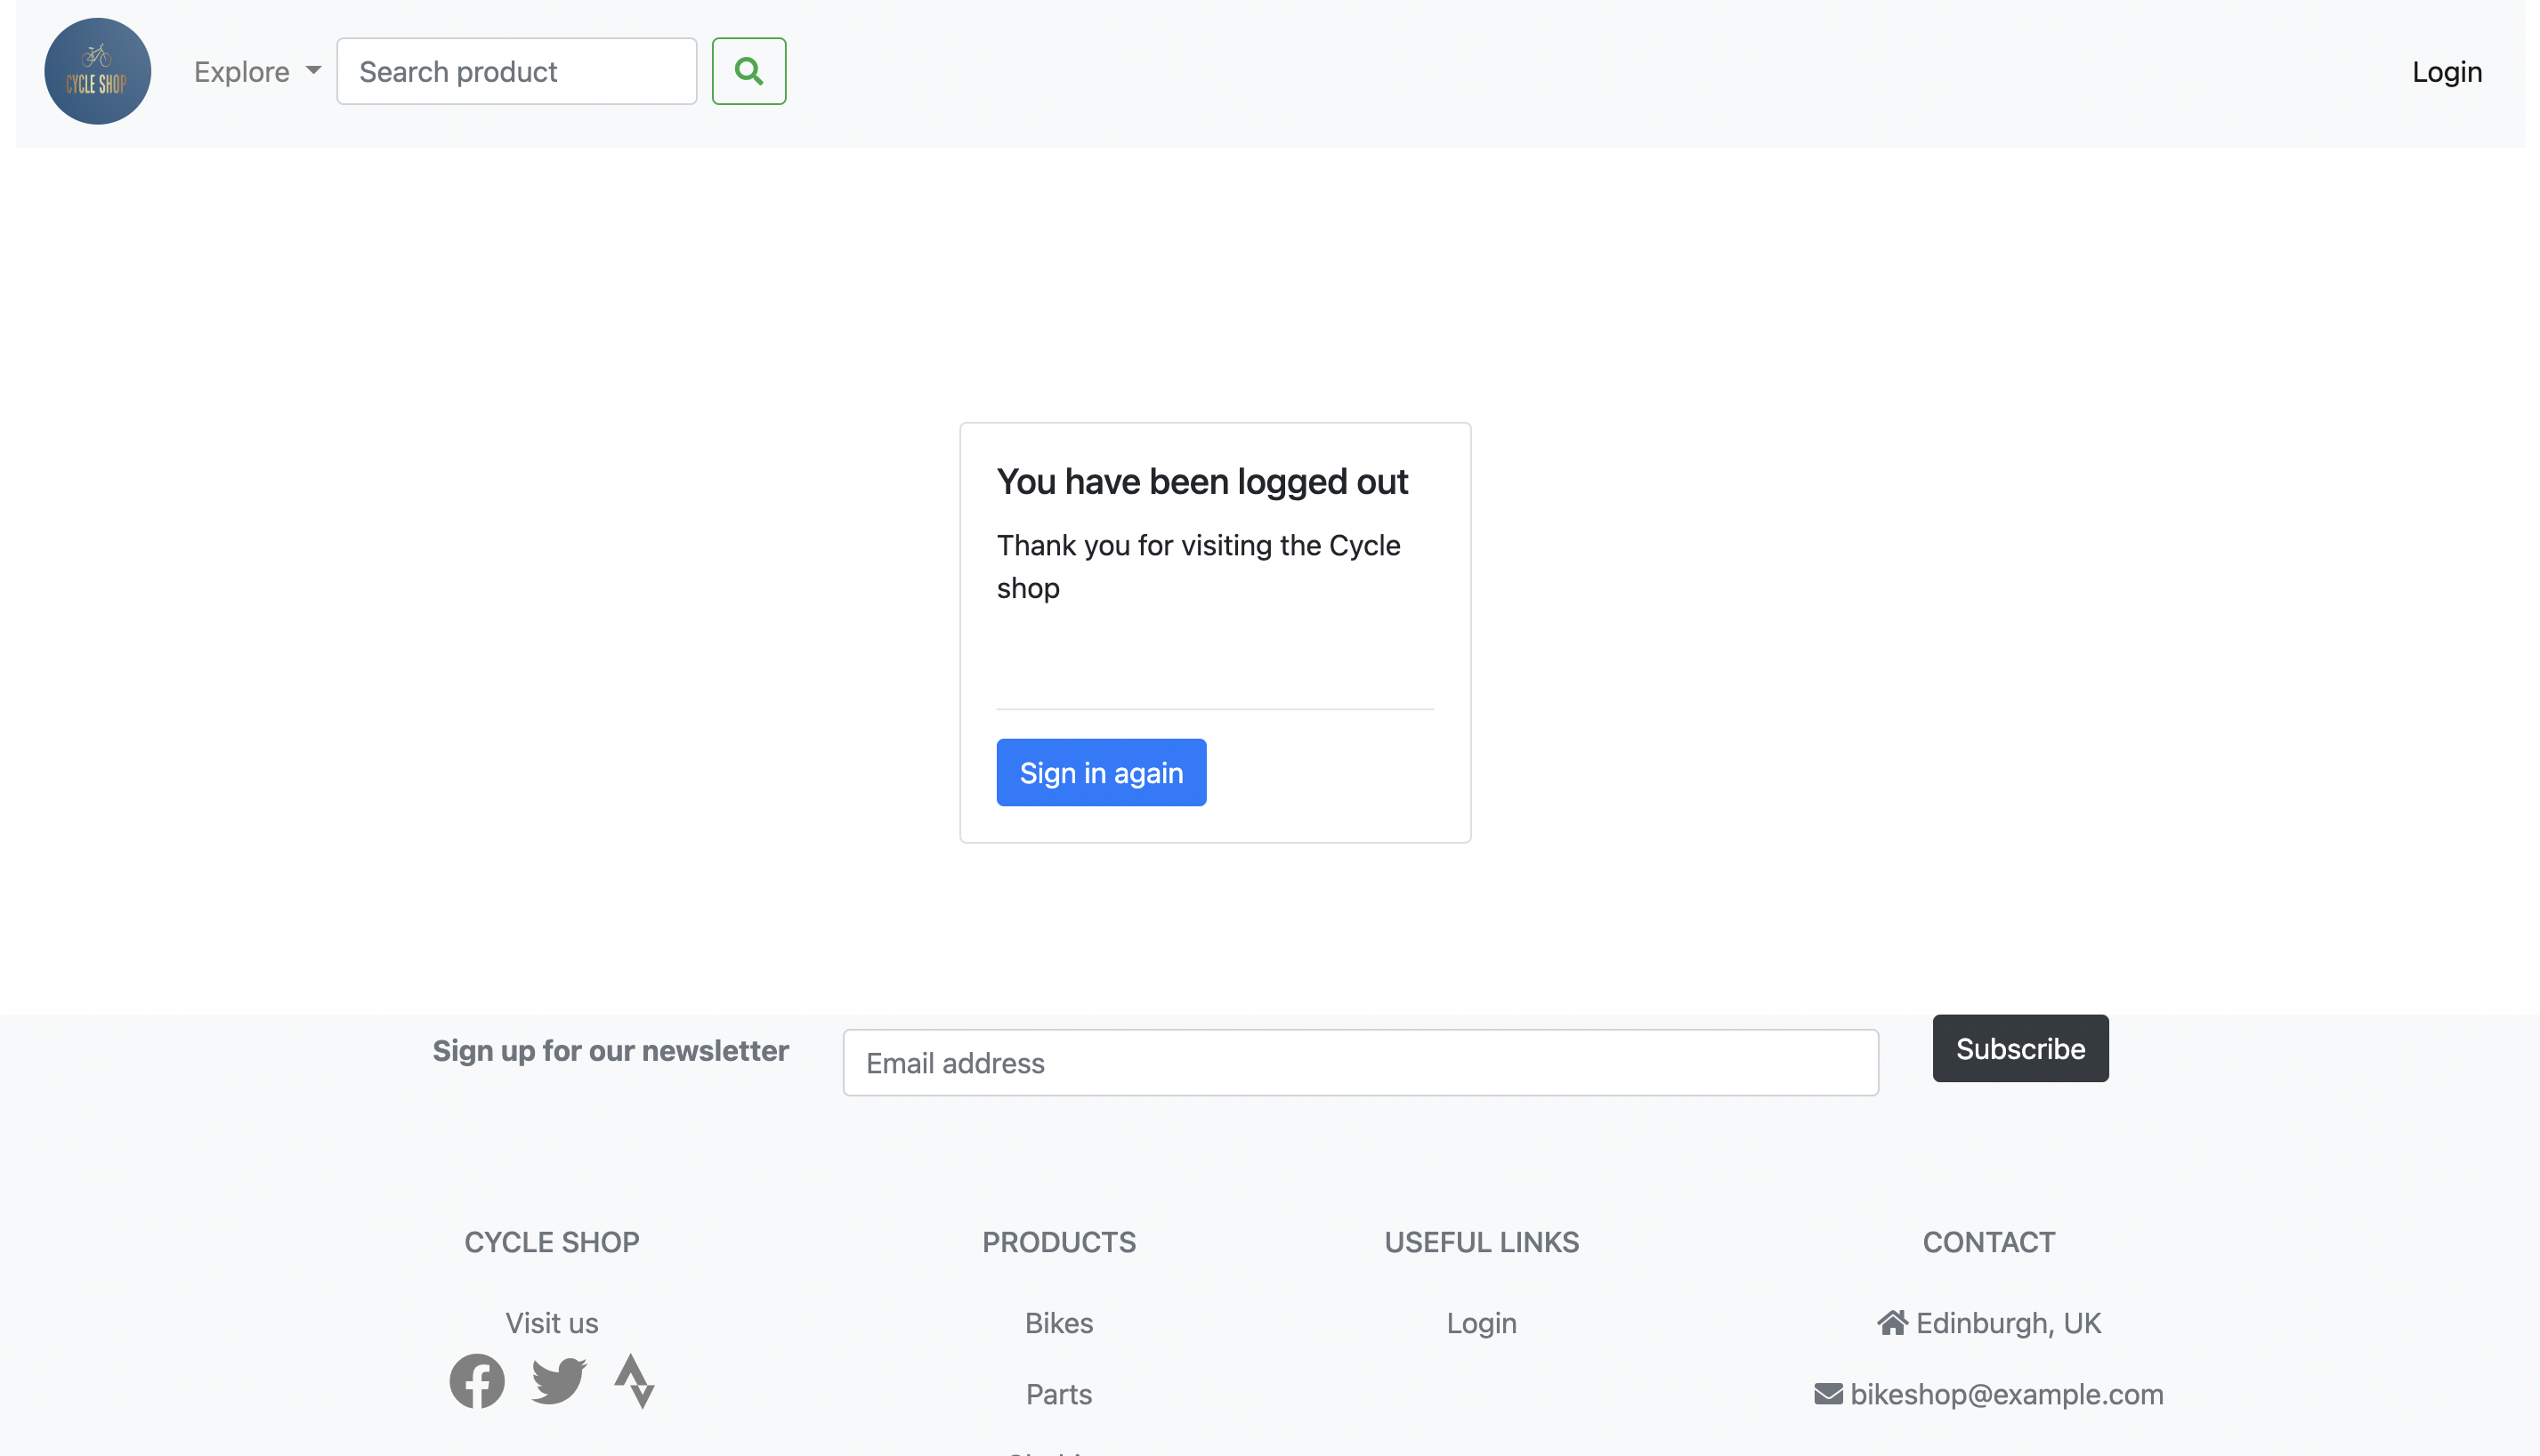 CYCLE SHOP
Explore
Search product
Login
You have been logged out
Thank you for visiting the Cycle
shop
Sign in again
Sign up for our newsletter
Email address
Subscribe
CYCLE SHOP
PRODUCTS
USEFUL LINKS
CONTACT
Visit us
Bikes
Login
Edinburgh, UK
Parts
bikeshop@example.com